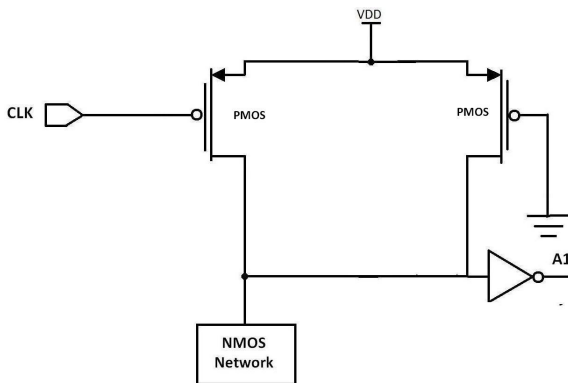 VDD
CLK
PMOS
PMOS
A1
NMOS
Network